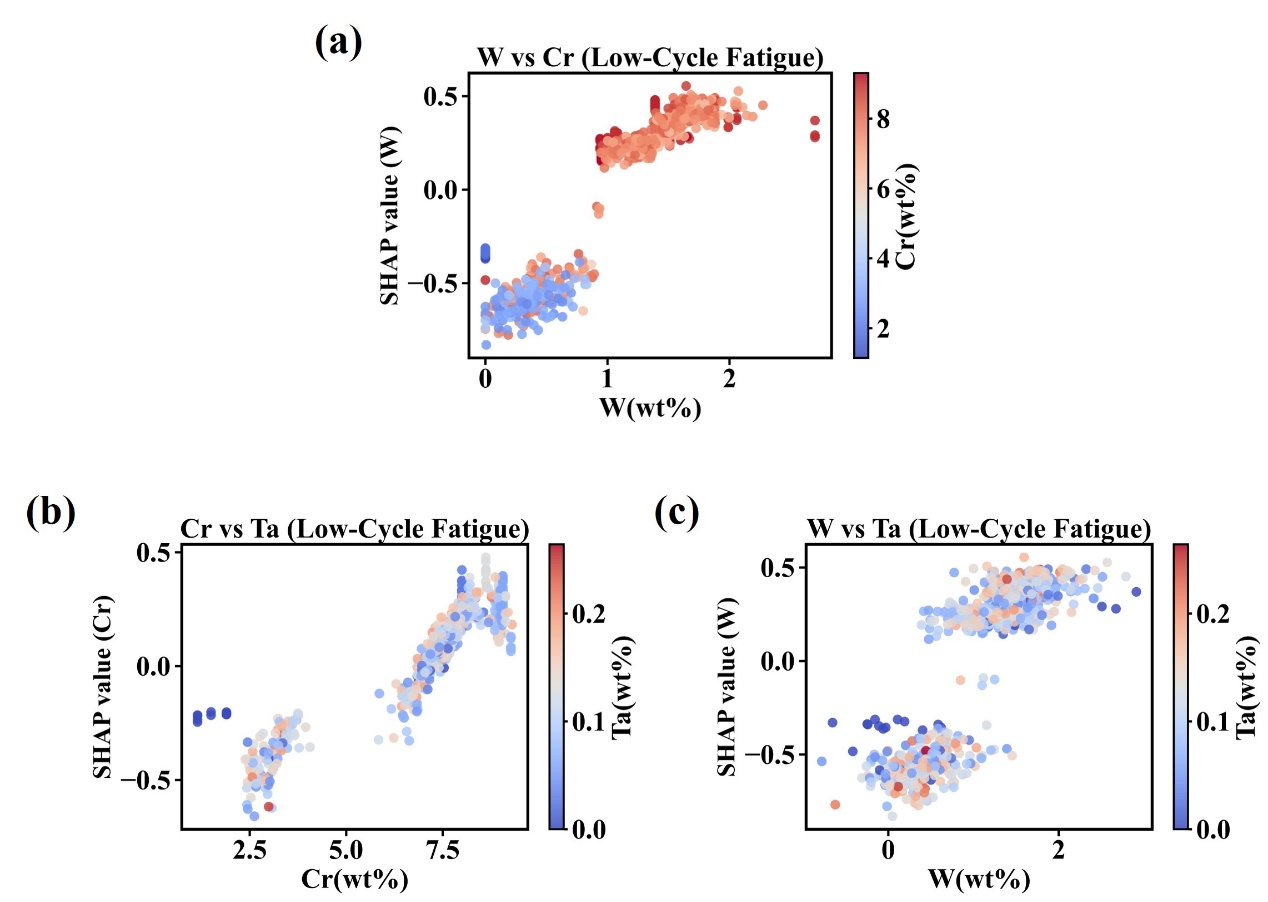 (a)
W vs Cr (Low-Cycle Fatigue)
SHAP value (W)
0.5
0.0
−0.5
0
1
2
W(wt%)
8
6
4
2
Cr(wt%)
(b)
Cr vs Ta (Low-Cycle Fatigue)
SHAP value (Cr)
0.5
0.0
−0.5
2.5
5.0
7.5
Cr(wt%)
0.2
0.1
0.0
Ta(wt%)
(c)
W vs Ta (Low-Cycle Fatigue)
SHAP value (W)
0.5
0.0
−0.5
0
2
W(wt%)
0.2
0.1
0.0
Ta(wt%)